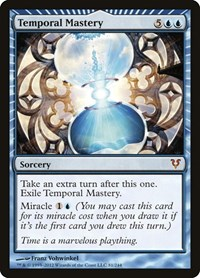 Temporal Mastery 5
Sorcery
Take an extra turn after this one.
Exile Temporal Mastery.
Miracle 1 (You may cast this
card for its miracle cost when you draw it if
it's the first card you drew this turn.)
Time is a marvelous plaything.
Franz Vohwinkel